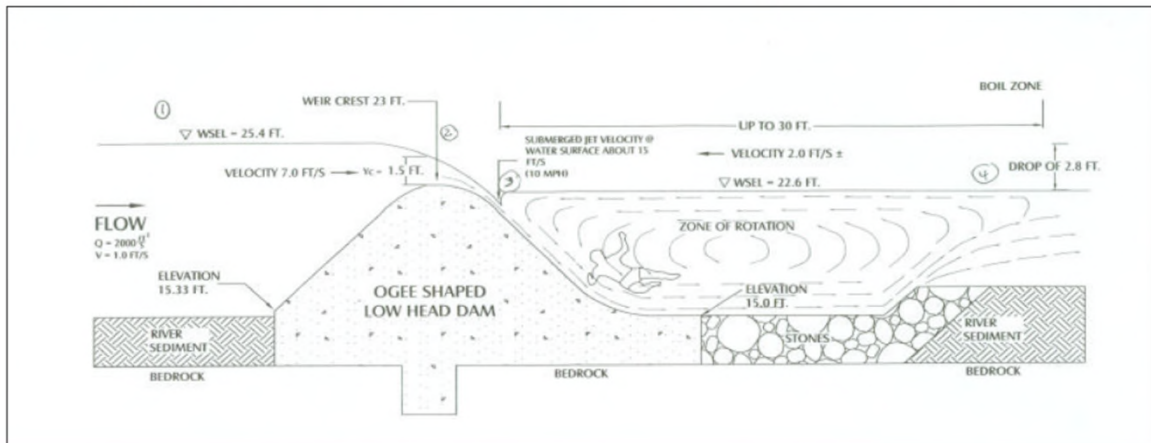 BOIL ZONE
①
WEIR CREST 23 FT.
②
UP TO 30 FT.
▽ WSEL = 25.4 FT.
SUBMERGED JET VELOCITY @
WATER SURFACE ABOUT 15
FT/S
(10 MPH)
VELOCITY 2.0 FT/S ±
DROP OF 2.8 FT.
VELOCITY 7.0 FT/S
Yc = 1.5 FT.
③
▽ WSEL = 22.6 FT.
④
FLOW
Q = 2000 ft³/s
V = 1.0 FT/S
ZONE OF ROTATION
ELEVATION
15.33 FT.
OGEE SHAPED
LOW HEAD DAM
ELEVATION
15.0 FT.
RIVER
SEDIMENT
STONES
RIVER
SEDIMENT
BEDROCK
BEDROCK
BEDROCK